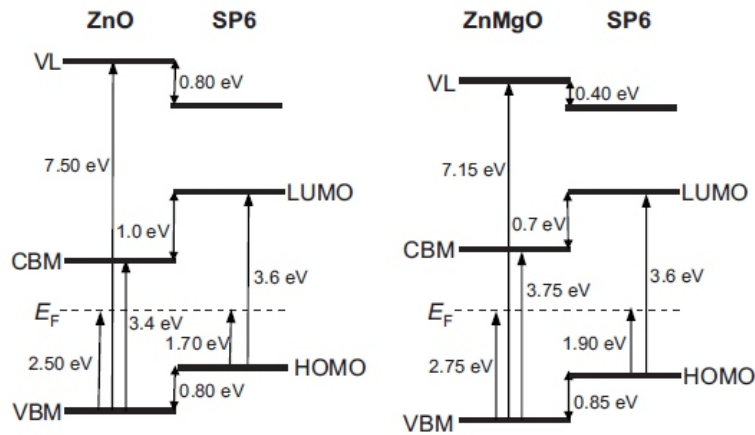 ZnO SP6
VL
0.80 eV
7.50 eV
LUMO
1.0 eV
CBM
3.6 eV
E_F
3.4 eV
1.70 eV
2.50 eV
HOMO
0.80 eV
VBM
ZnMgO SP6
VL
0.40 eV
7.15 eV
LUMO
0.7 eV
CBM
3.75 eV
3.6 eV
E_F
1.90 eV
2.75 eV
HOMO
0.85 eV
VBM